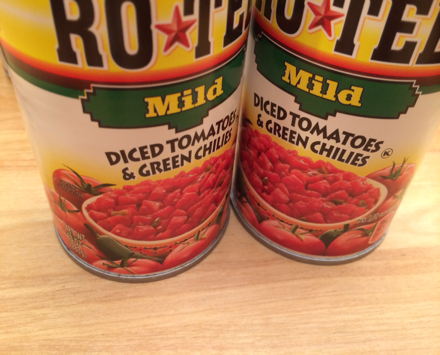 RO★TEL
Mild
DICED TOMATOES
& GREEN CHILIES
RO★TEL
Mild
DICED TOMATOES
& GREEN CHILIES
K